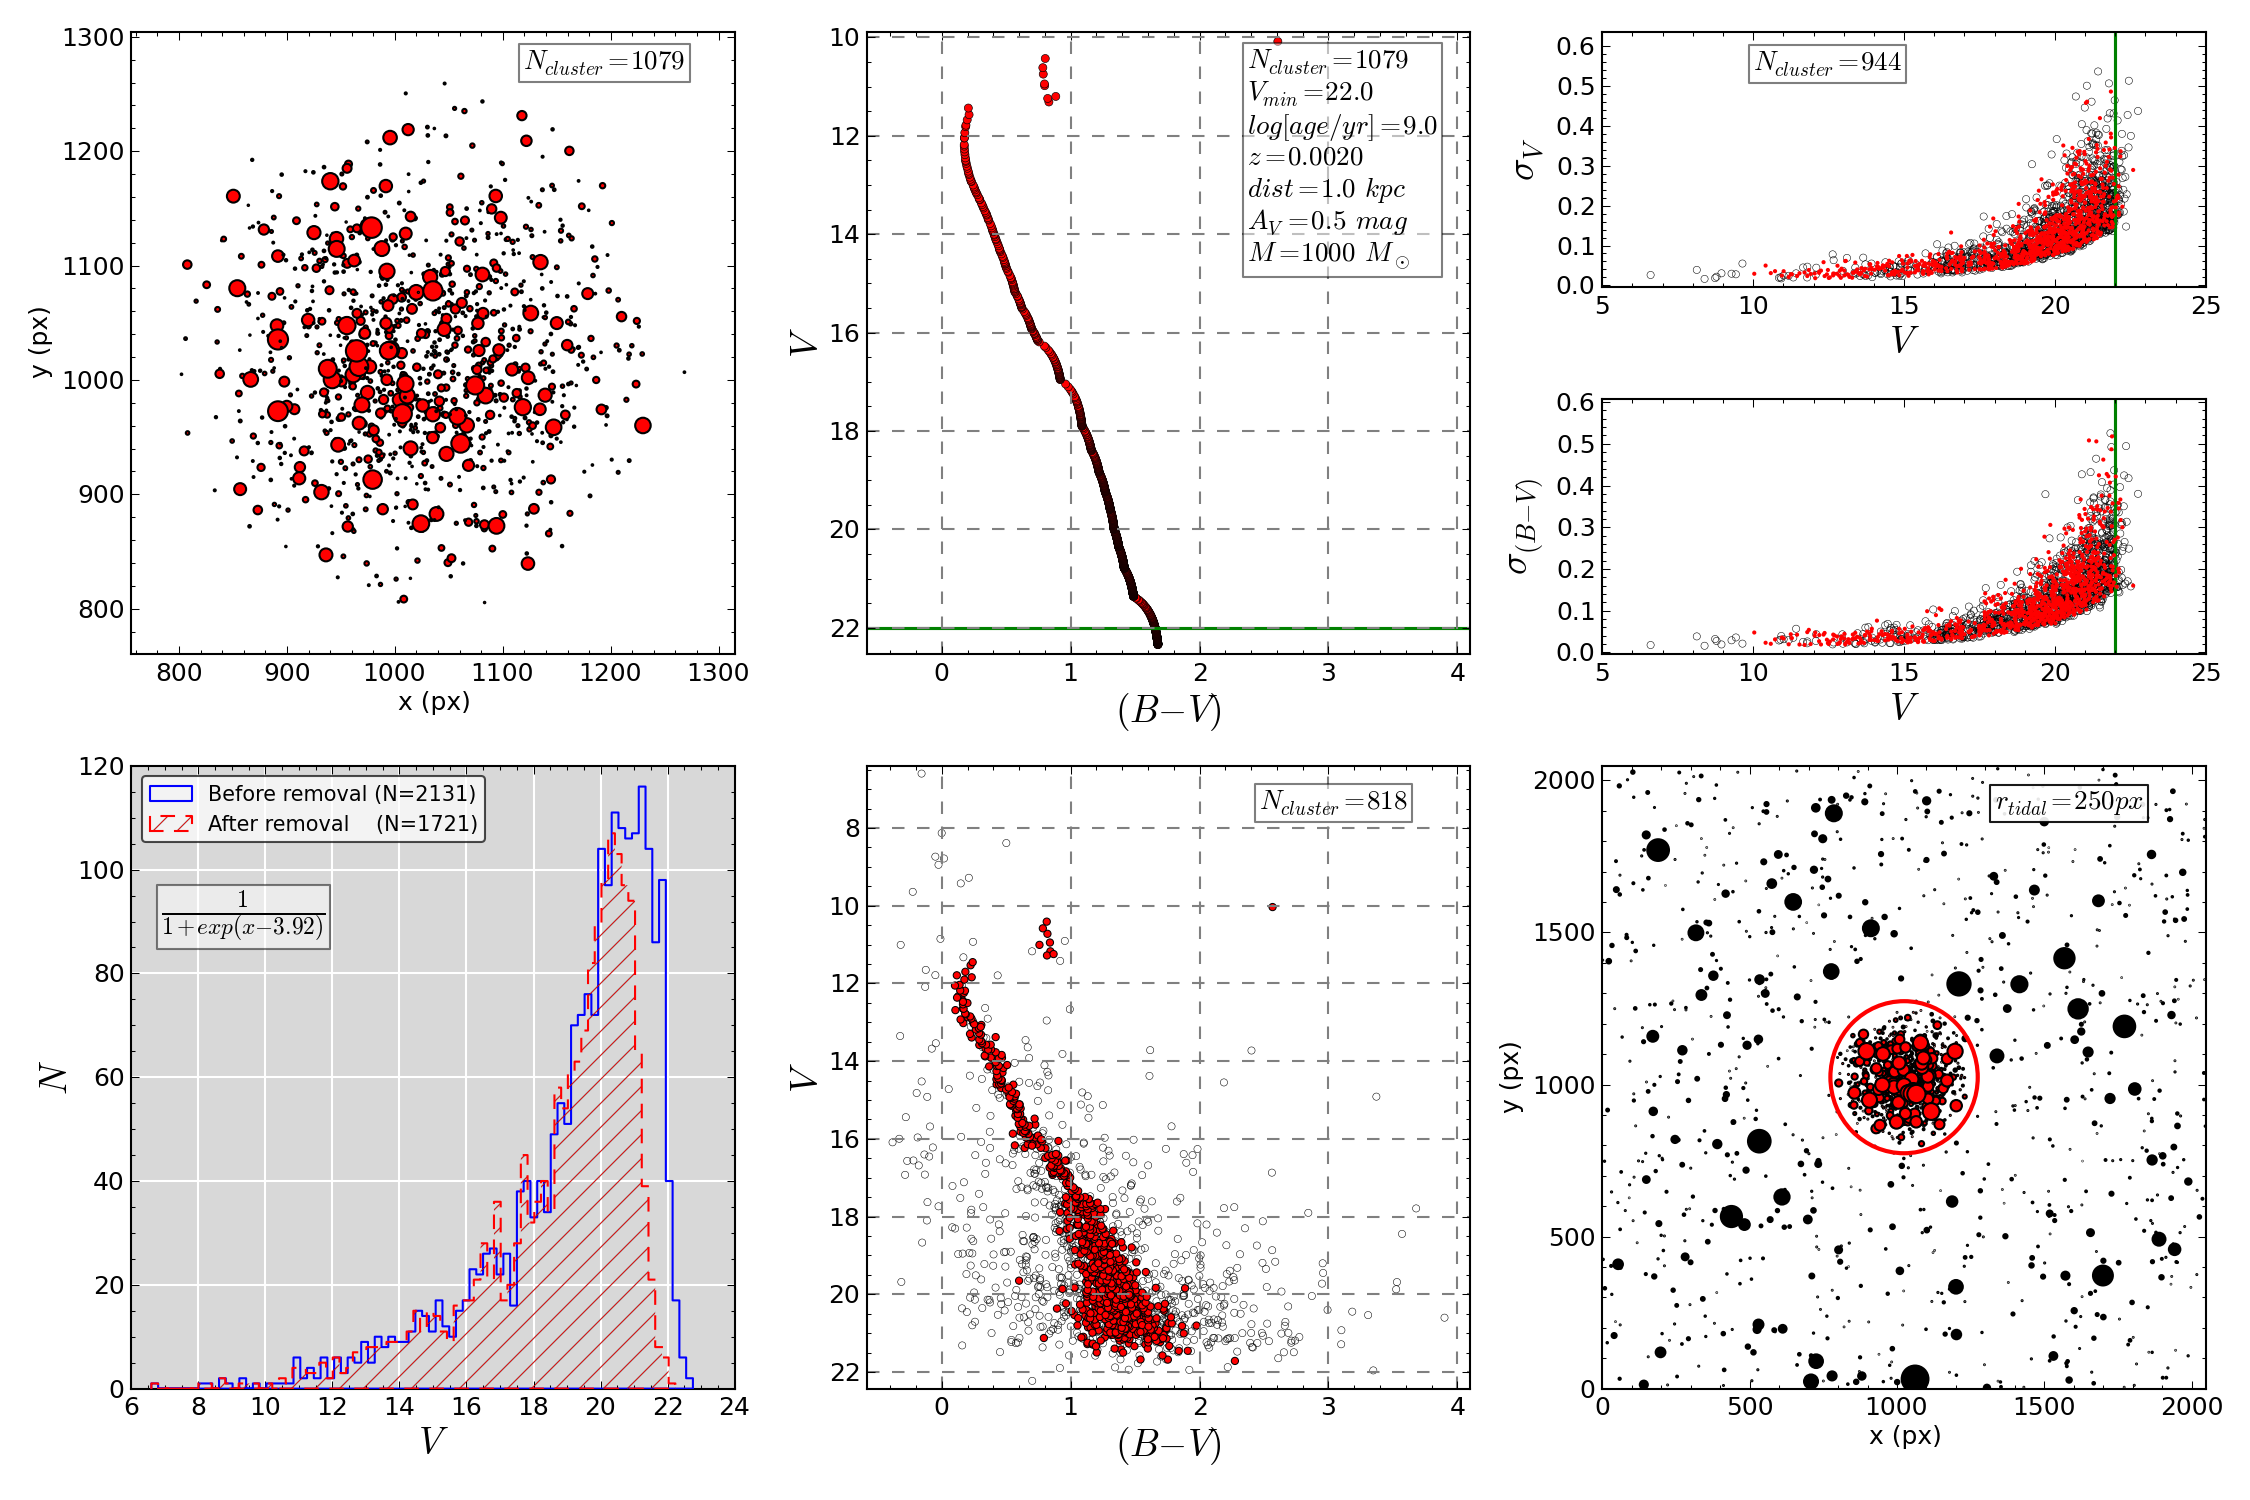 1300
1200
1100
1000
900
800
y (px)
800 900 1000 1100 1200 1300
x (px)
N_cluster = 1079
10
12
14
16
18
20
22
V
0 1 2 3 4
(B−V)
N_cluster = 1079
V_min = 22.0
log[age/yr] = 9.0
z = 0.0020
dist = 1.0 kpc
A_V = 0.5 mag
M = 1000 M_⊙
0.6
0.5
0.4
0.3
0.2
0.1
0.0
σ_V
5 10 15 20 25
V
N_cluster = 944
0.6
0.5
0.4
0.3
0.2
0.1
0.0
σ_(B−V)
5 10 15 20 25
V
120
100
80
60
40
20
0
N
6 8 10 12 14 16 18 20 22 24
V
Before removal (N=2131)
After removal (N=1721)
1
1+exp(x−3.92)
8
10
12
14
16
18
20
22
V
0 1 2 3 4
(B−V)
N_cluster = 818
2000
1500
1000
500
0
y (px)
0 500 1000 1500 2000
x (px)
r_tidal = 250px